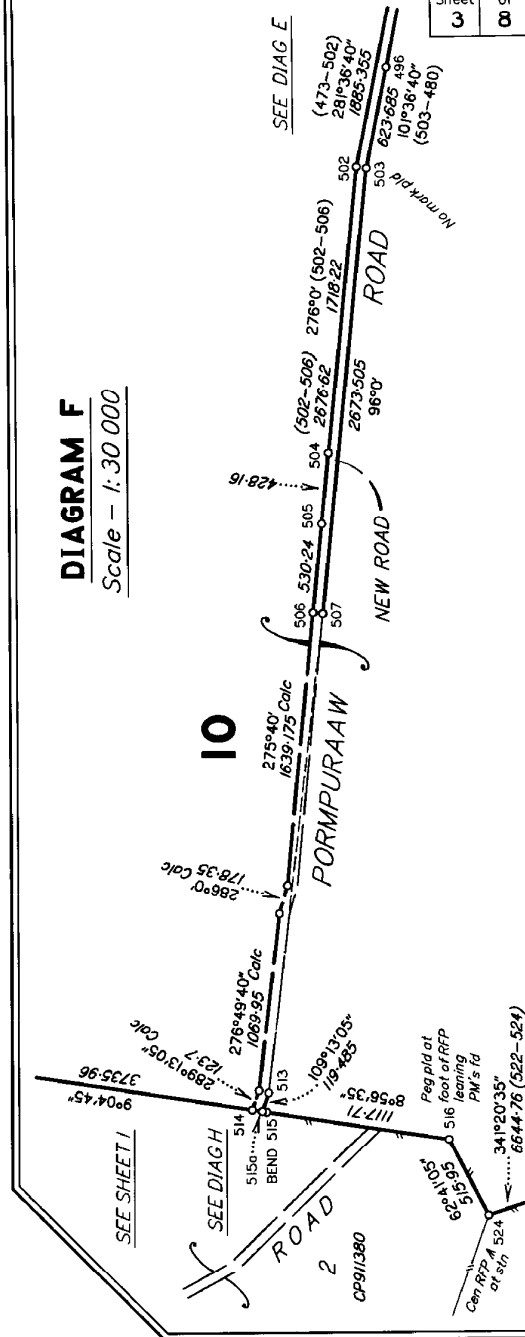 Sheet of
3 8
DIAGRAM F
Scale – 1:30 000
SEE DIAG E
(473–502)
281°36'40"
1885·355
496
623·685
101°36'40"
(503–480)
502
503
No mark pld
276°0' (502–506)
1718·22
ROAD
(502–506)
2676·62
2673·505
96°0'
504
428·16
505
530·24
NEW ROAD
506
507
10
275°40'
1639·175 Calc
PORMPURAAW
286°0' Calc
178·35
276°49'40"
1069·95 Calc
289°13'05" Calc
123·7
3735·96
9°04'45"
513
109°13'05"
119·485
514
515a
515
BEND
SEE SHEET 1
SEE DIAG H
8°56'35"
1117·71
ROAD
2
CP911380
Peg pld at
foot of RFP
leaning
PM's fd
516
62°41'05"
515·95
341°20'35"
6644·76 (522–524)
524
Cen RFP
at stn